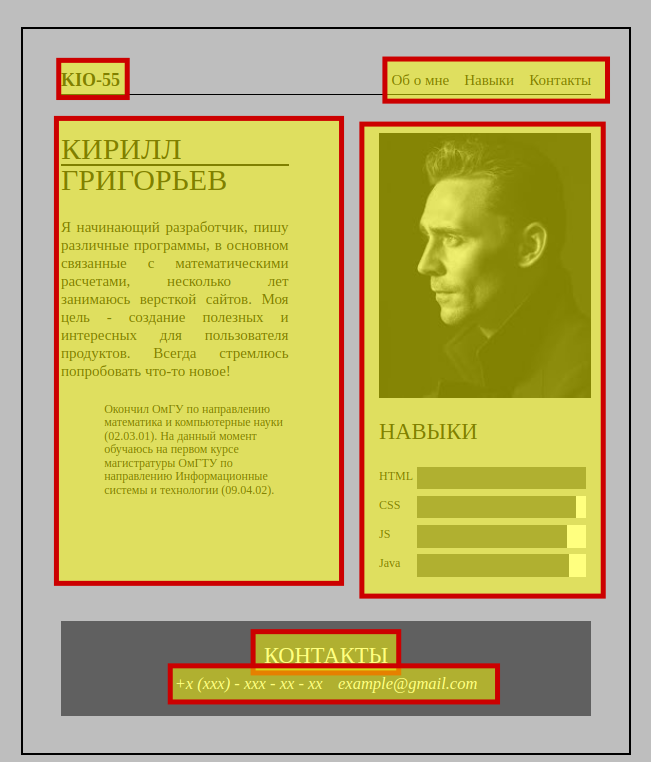 KIO-55
Об о мне Навыки Контакты
КИРИЛЛ
ГРИГОРЬЕВ
Я начинающий разработчик, пишу
различные программы, в основном
связанные с математическими
расчетами, несколько лет
занимаюсь версткой сайтов. Моя
цель - создание полезных и
интересных для пользователя
продуктов. Всегда стремлюсь
попробовать что-то новое!
Окончил ОмГУ по направлению
математика и компьютерные науки
(02.03.01). На данный момент
обучаюсь на первом курсе
магистратуры ОмГТУ по
направлению Информационные
системы и технологии (09.04.02).
НАВЫКИ
HTML
CSS
JS
Java
КОНТАКТЫ
+x (xxx) - xxx - xx - xx example@gmail.com